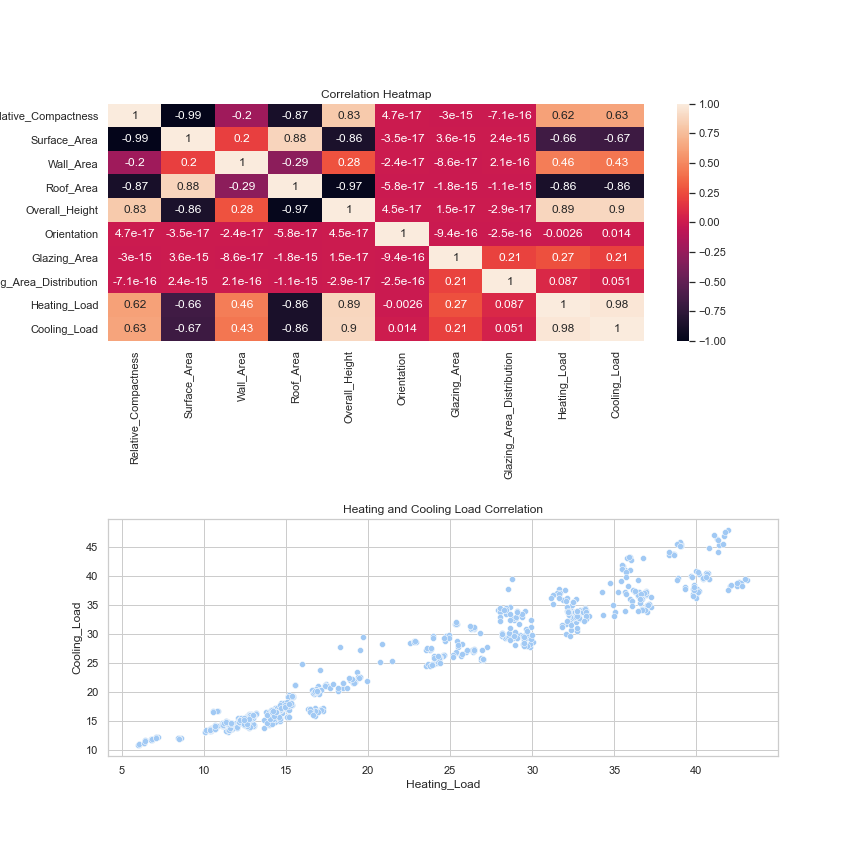 Correlation Heatmap
lative_Compactness 1 -0.99 -0.2 -0.87 0.83 4.7e-17 -3e-15 -7.1e-16 0.62 0.63
Surface_Area -0.99 1 0.2 0.88 -0.86 -3.5e-17 3.6e-15 2.4e-15 -0.66 -0.67
Wall_Area -0.2 0.2 1 -0.29 0.28 -2.4e-17 -8.6e-17 2.1e-16 0.46 0.43
Roof_Area -0.87 0.88 -0.29 1 -0.97 -5.8e-17 -1.8e-15 -1.1e-15 -0.86 -0.86
Overall_Height 0.83 -0.86 0.28 -0.97 1 4.5e-17 1.5e-17 -2.9e-17 0.89 0.9
Orientation 4.7e-17 -3.5e-17 -2.4e-17 -5.8e-17 4.5e-17 1 -9.4e-16 -2.5e-16 -0.0026 0.014
Glazing_Area -3e-15 3.6e-15 -8.6e-17 -1.8e-15 1.5e-17 -9.4e-16 1 0.21 0.27 0.21
g_Area_Distribution -7.1e-16 2.4e-15 2.1e-16 -1.1e-15 -2.9e-17 -2.5e-16 0.21 1 0.087 0.051
Heating_Load 0.62 -0.66 0.46 -0.86 0.89 -0.0026 0.27 0.087 1 0.98
Cooling_Load 0.63 -0.67 0.43 -0.86 0.9 0.014 0.21 0.051 0.98 1
Relative_Compactness
Surface_Area
Wall_Area
Roof_Area
Overall_Height
Orientation
Glazing_Area
Glazing_Area_Distribution
Heating_Load
Cooling_Load
1.00
0.75
0.50
0.25
0.00
−0.25
−0.50
−0.75
−1.00
Heating and Cooling Load Correlation
Cooling_Load
45
40
35
30
25
20
15
10
5 10 15 20 25 30 35 40
Heating_Load